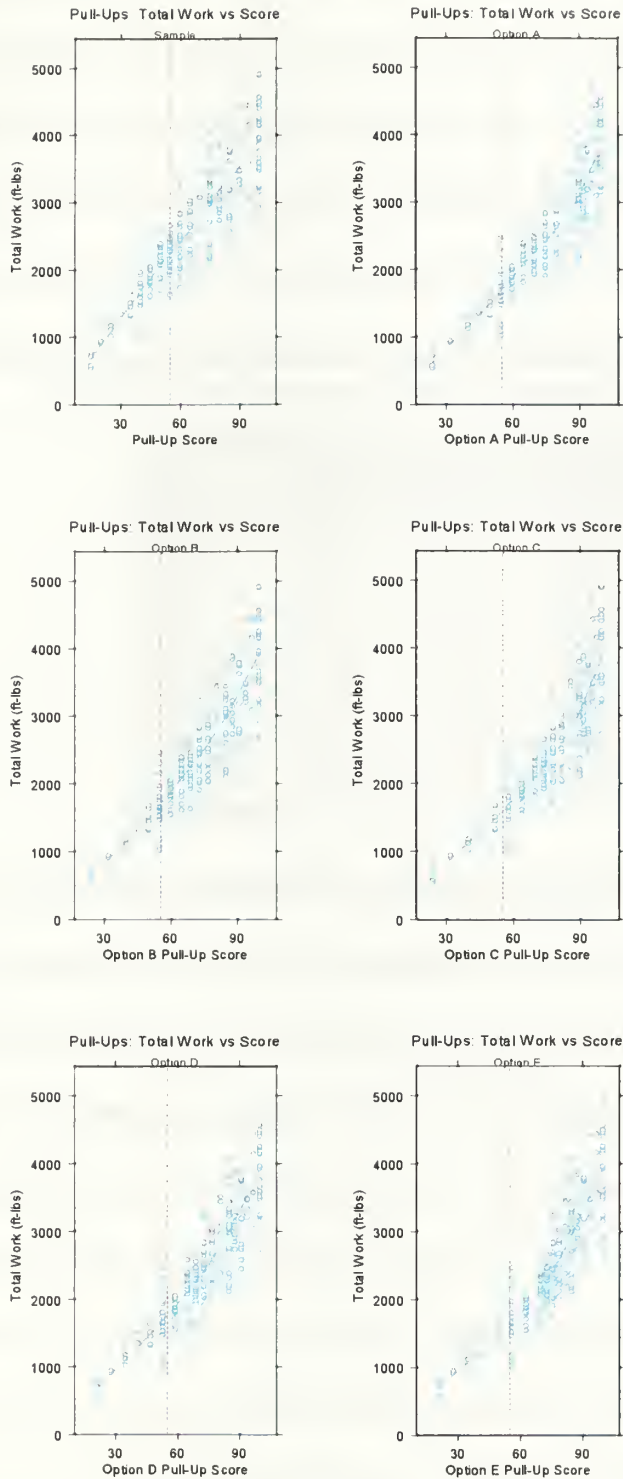 Pull-Ups: Total Work vs Score
Sample
5000
4000
3000
2000
1000
0
Total Work (ft-lbs)
30 60 90
Pull-Up Score
Pull-Ups: Total Work vs Score
Option A
5000
4000
3000
2000
1000
0
Total Work (ft-lbs)
30 60 90
Option A Pull-Up Score
Pull-Ups: Total Work vs Score
Option B
5000
4000
3000
2000
1000
0
Total Work (ft-lbs)
30 60 90
Option B Pull-Up Score
Pull-Ups: Total Work vs Score
Option C
5000
4000
3000
2000
1000
0
Total Work (ft-lbs)
30 60 90
Option C Pull-Up Score
Pull-Ups: Total Work vs Score
Option D
5000
4000
3000
2000
1000
0
Total Work (ft-lbs)
30 60 90
Option D Pull-Up Score
Pull-Ups: Total Work vs Score
Option E
5000
4000
3000
2000
1000
0
Total Work (ft-lbs)
30 60 90
Option E Pull-Up Score